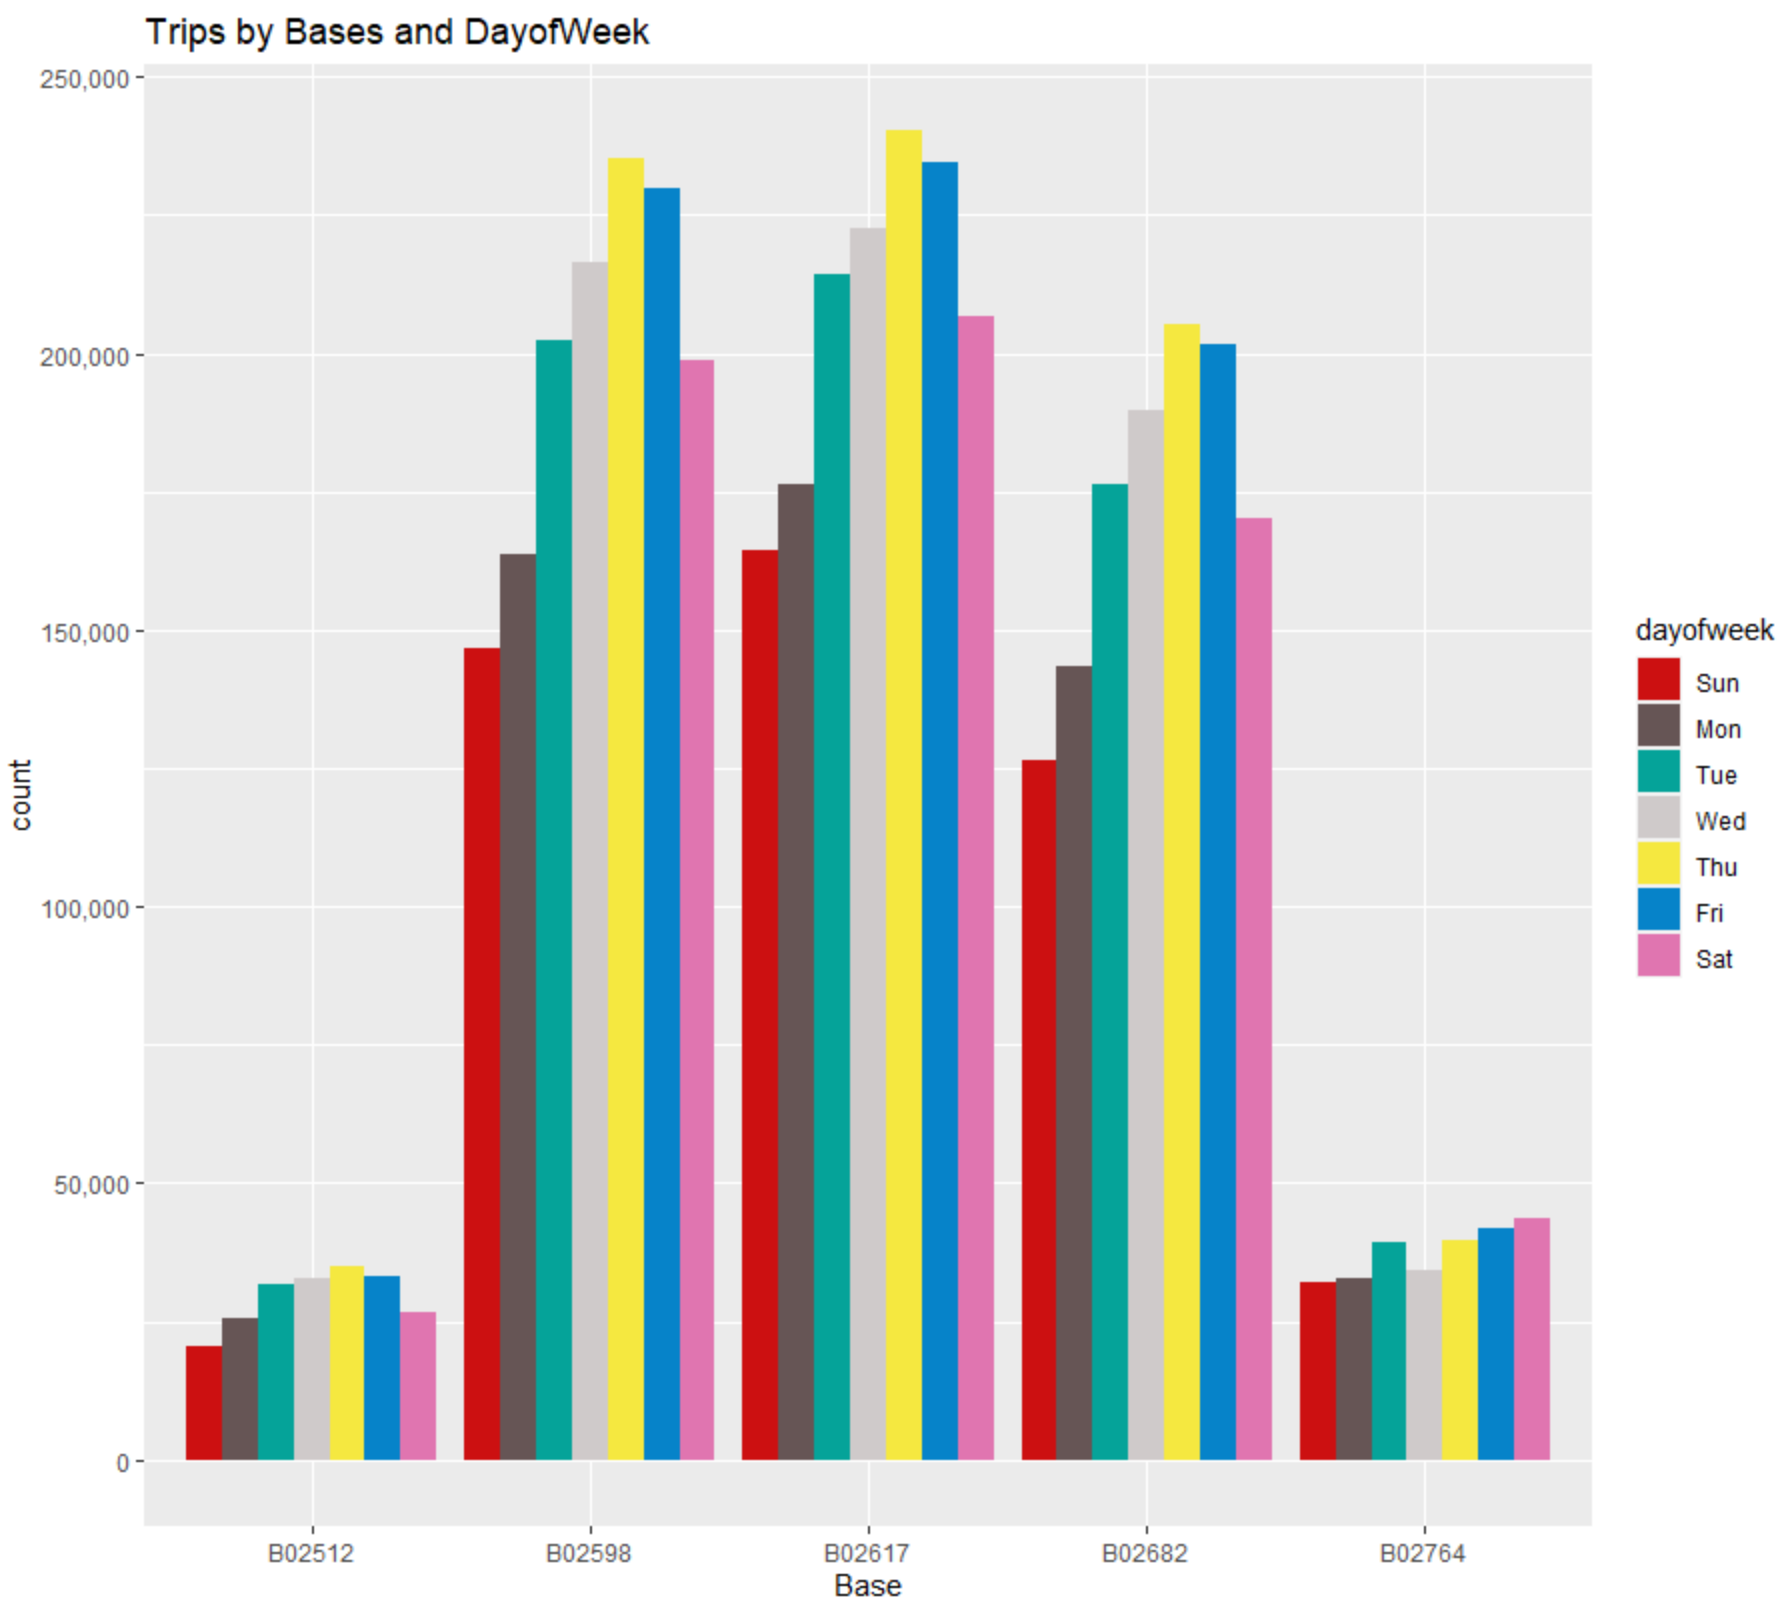 Trips by Bases and DayofWeek
250,000
200,000
150,000
100,000
50,000
0
count
B02512 B02598 B02617 B02682 B02764
Base
dayofweek
Sun
Mon
Tue
Wed
Thu
Fri
Sat